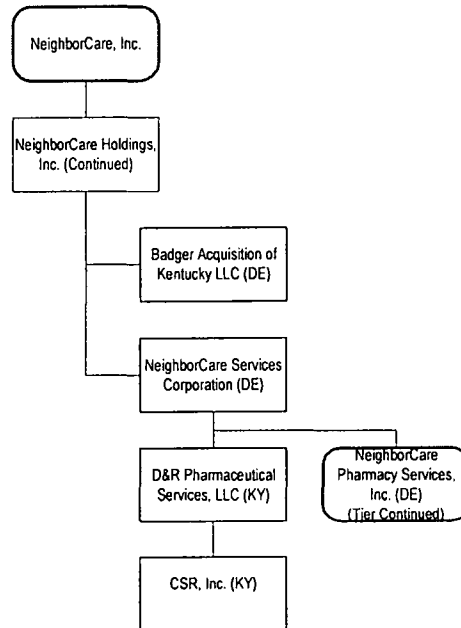 NeighborCare, Inc.
NeighborCare Holdings,
Inc. (Continued)
Badger Acquisition of
Kentucky LLC (DE)
NeighborCare Services
Corporation (DE)
D&R Pharmaceutical
Services, LLC (KY)
NeighborCare
Pharmacy Services,
Inc. (DE)
(Tier Continued)
CSR, Inc. (KY)